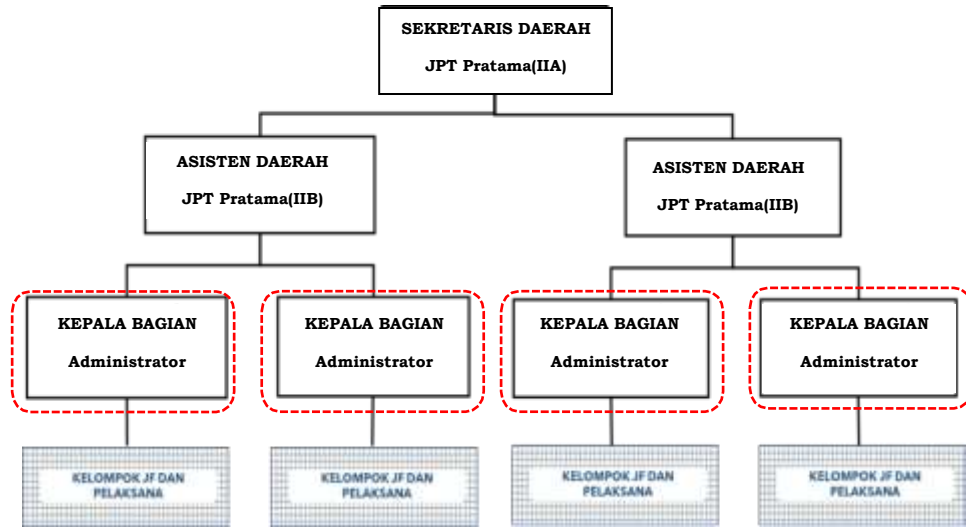 SEKRETARIS DAERAH
JPT Pratama(IIA)
ASISTEN DAERAH
JPT Pratama(IIB)
ASISTEN DAERAH
JPT Pratama(IIB)
KEPALA BAGIAN
Administrator
KEPALA BAGIAN
Administrator
KEPALA BAGIAN
Administrator
KEPALA BAGIAN
Administrator
KELOMPOK JF DAN
PELAKSANA
KELOMPOK JF DAN
PELAKSANA
KELOMPOK JF DAN
PELAKSANA
KELOMPOK JF DAN
PELAKSANA